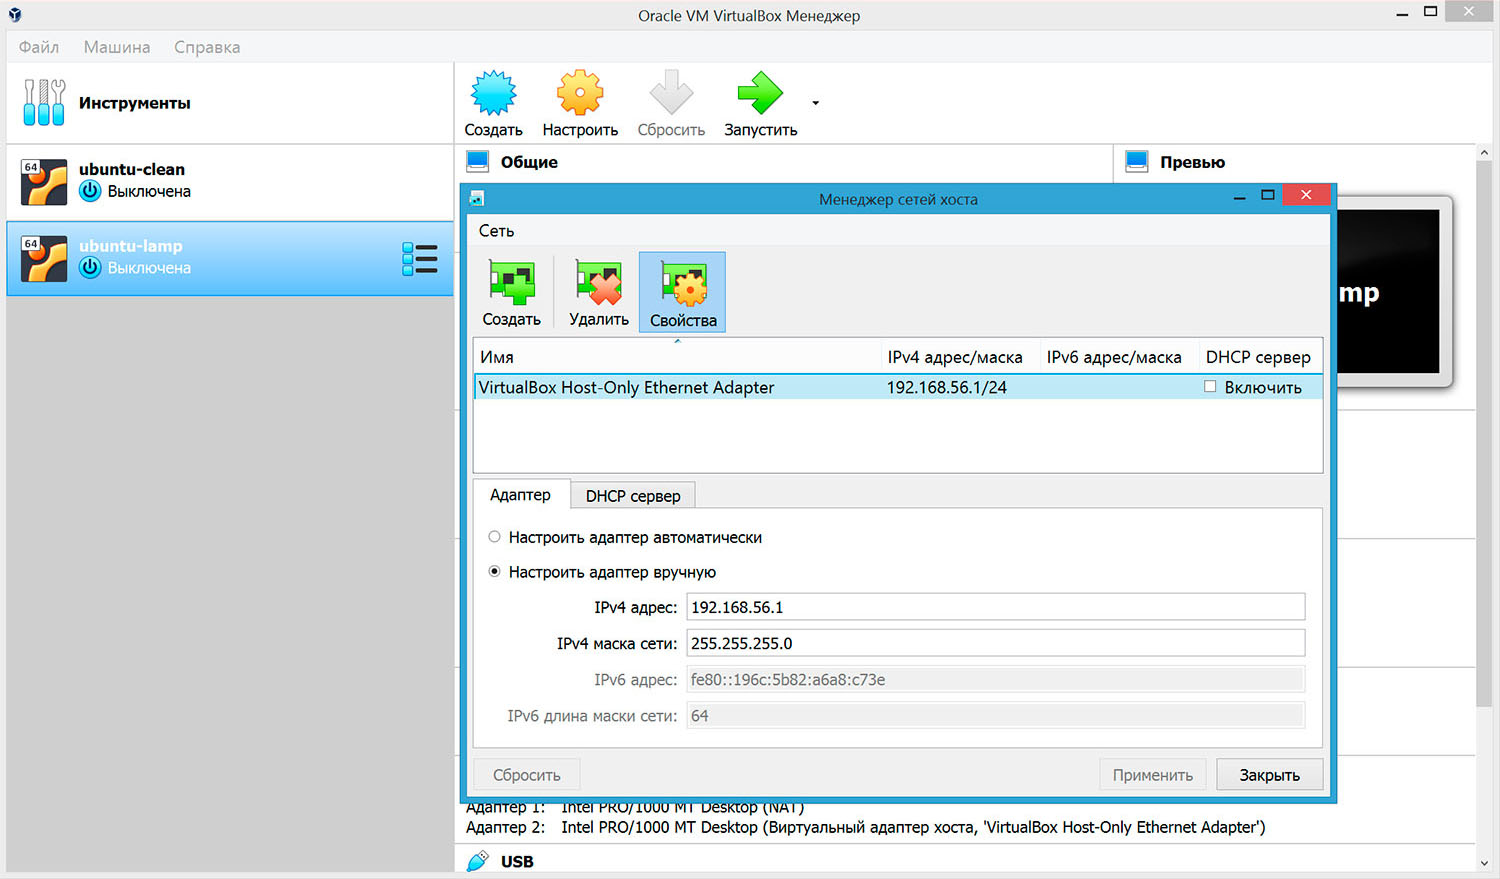 Oracle VM VirtualBox Менеджер
Файл Машина Справка
Инструменты
Создать Настроить Сбросить Запустить
64
ubuntu-clean
Выключена
64
ubuntu-lamp
Выключена
Общие
Превью
mp
Менеджер сетей хоста
Сеть
Создать Удалить Свойства
Имя IPv4 адрес/маска IPv6 адрес/маска DHCP сервер
VirtualBox Host-Only Ethernet Adapter 192.168.56.1/24 Включить
Адаптер DHCP сервер
Настроить адаптер автоматически
Настроить адаптер вручную
IPv4 адрес: 192.168.56.1
IPv4 маска сети: 255.255.255.0
IPv6 адрес: fe80::196c:5b82:a6a8:c73e
IPv6 длина маски сети: 64
Сбросить Применить Закрыть
Адаптер 1: Intel PRO/1000 MT Desktop (NAT)
Адаптер 2: Intel PRO/1000 MT Desktop (Виртуальный адаптер хоста, 'VirtualBox Host-Only Ethernet Adapter')
USB